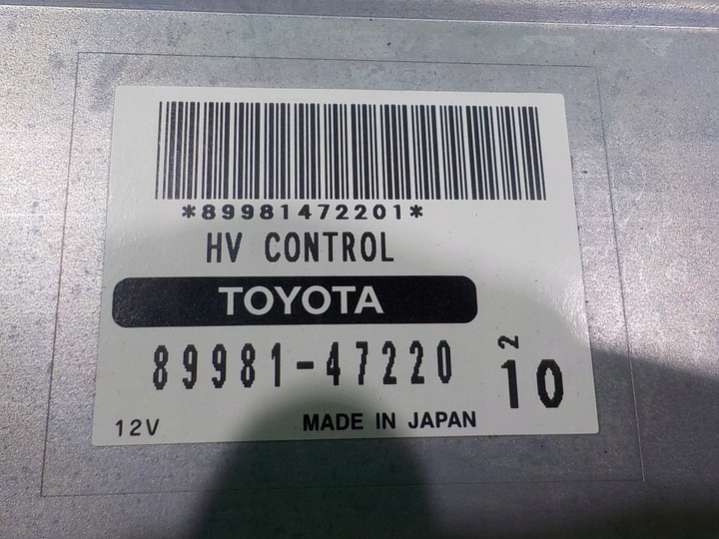 *89981472201*
HV CONTROL
TOYOTA
89981-47220
2
10
12V
MADE IN JAPAN